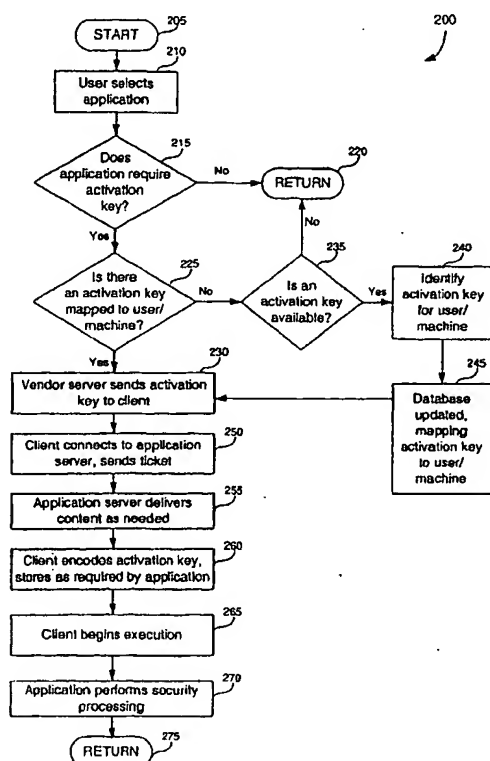 205
START
200
210
User selects
application
215
Does
application require
activation
key?
No
220
RETURN
Yes
No
225
Is there
an activation key
mapped to user/
machine?
No
235
Is an
activation key
available?
Yes
240
Identify
activation key
for user/
machine
Yes
230
Vendor server sends activation
key to client
245
Database
updated,
mapping
activation key
to user/
machine
250
Client connects to application
server, sends ticket
255
Application server delivers
content as needed
260
Client encodes activation key,
stores as required by application
265
Client begins execution
270
Application performs security
processing
RETURN
275